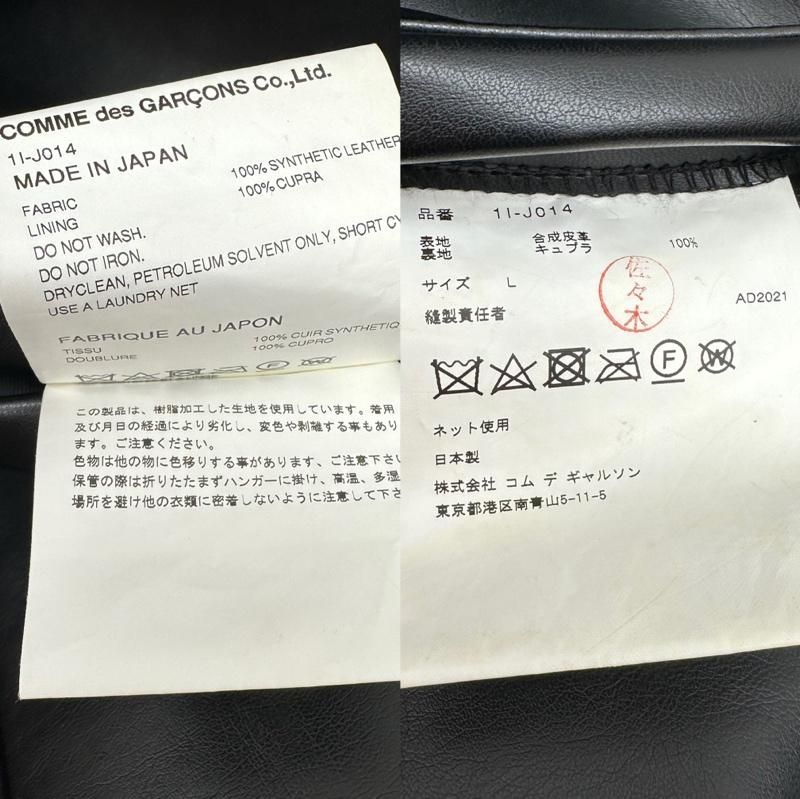 COMME des GARÇONS Co.,Ltd.
1I-J014
MADE IN JAPAN
FABRIC 100% SYNTHETIC LEATHER
LINING 100% CUPRA
DO NOT WASH.
DO NOT IRON.
DRYCLEAN, PETROLEUM SOLVENT ONLY, SHORT CY
USE A LAUNDRY NET
FABRIQUE AU JAPON
TISSU 100% CUIR SYNTHETIQ
DOUBLURE 100% CUPRO
この製品は、樹脂加工した生地を使用しています。着用
及び月日の経過により劣化し、変色や剥離する事もあり
ます。ご注意ください。
色物は他の物に色移りする事があります、ご注意下さい
保管の際は折りたたまずハンガーに掛け、高温、多湿
場所を避け他の衣類に密着しないように注意して下さ
品番 1I-J014
表地 合成皮革 100%
裏地 キュプラ
サイズ L
佐々木
AD2021
縫製責任者
F
W
ネット使用
日本製
株式会社 コム デ ギャルソン
東京都港区南青山5-11-5